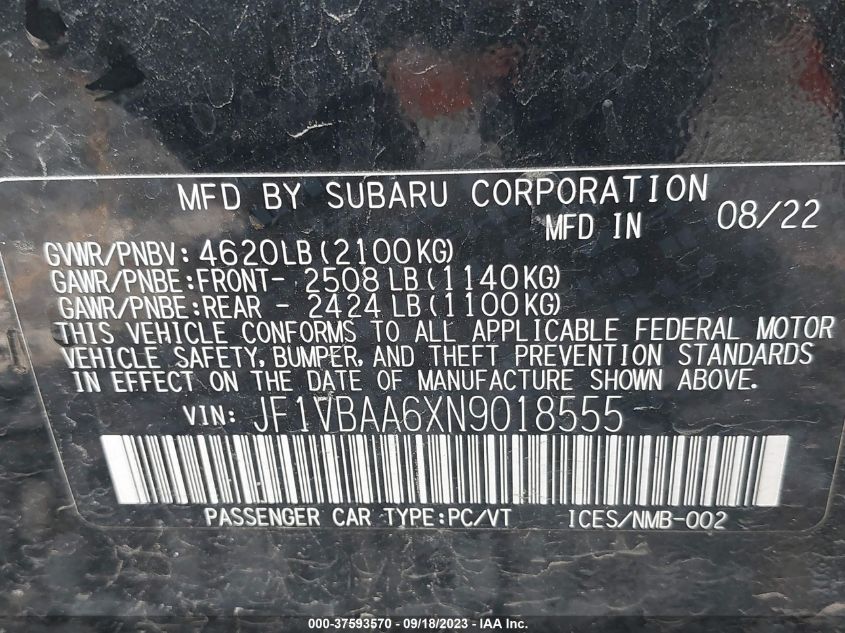 MFD BY SUBARU CORPORATION
MFD IN 08/22
GVWR/PNBV: 4620LB (2100KG)
GAWR/PNBE:FRONT- 2508 LB (1140KG)
GAWR/PNBE:REAR - 2424 LB (1100KG)
THIS VEHICLE CONFORMS TO ALL APPLICABLE FEDERAL MOTOR
VEHICLE SAFETY, BUMPER, AND THEFT PREVENTION STANDARDS
IN EFFECT ON THE DATE OF MANUFACTURE SHOWN ABOVE.
VIN: JF1VBAA6XN9018555
PASSENGER CAR TYPE:PC/VT ICES/NMB-002
000-37593570 - 09/18/2023 - © IAA, Inc.